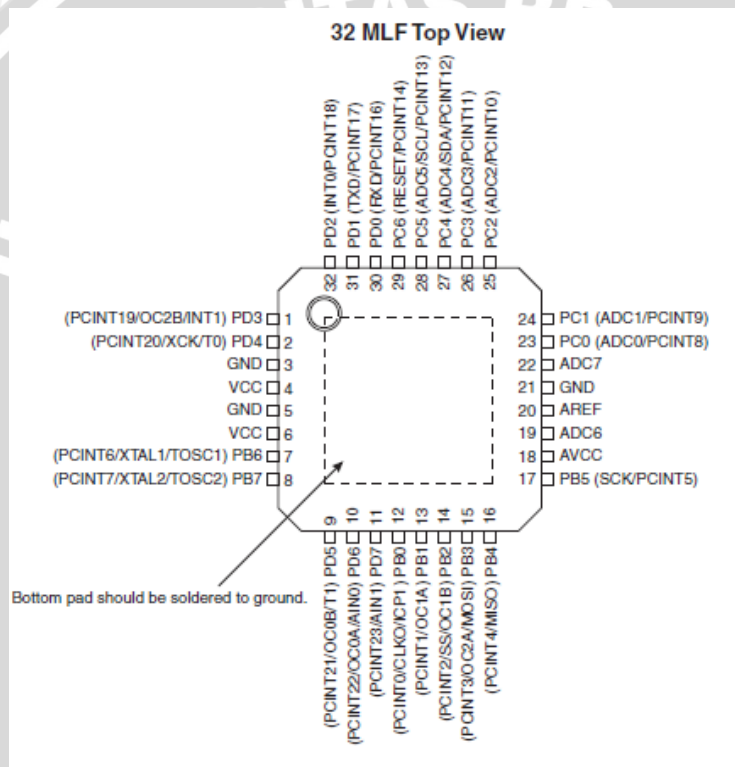 32 MLF Top View
PD2 (INT0/PCINT18)
PD1 (TXD/PCINT17)
PD0 (RXD/PCINT16)
PC6 (RESET/PCINT14)
PC5 (ADC5/SCL/PCINT13)
PC4 (ADC4/SDA/PCINT12)
PC3 (ADC3/PCINT11)
PC2 (ADC2/PCINT10)
32
31
30
29
28
27
26
25
(PCINT19/OC2B/INT1) PD3 1
(PCINT20/XCK/T0) PD4 2
GND 3
VCC 4
GND 5
VCC 6
(PCINT6/XTAL1/TOSC1) PB6 7
(PCINT7/XTAL2/TOSC2) PB7 8
24 PC1 (ADC1/PCINT9)
23 PC0 (ADC0/PCINT8)
22 ADC7
21 GND
20 AREF
19 ADC6
18 AVCC
17 PB5 (SCK/PCINT5)
9
10
11
12
13
14
15
16
(PCINT21/OC0B/T1) PD5
(PCINT22/OC0A/AIN0) PD6
(PCINT23/AIN1) PD7
(PCINT0/CLKO/ICP1) PB0
(PCINT1/OC1A) PB1
(PCINT2/SS/OC1B) PB2
(PCINT3/OC2A/MOSI) PB3
(PCINT4/MISO) PB4
Bottom pad should be soldered to ground.